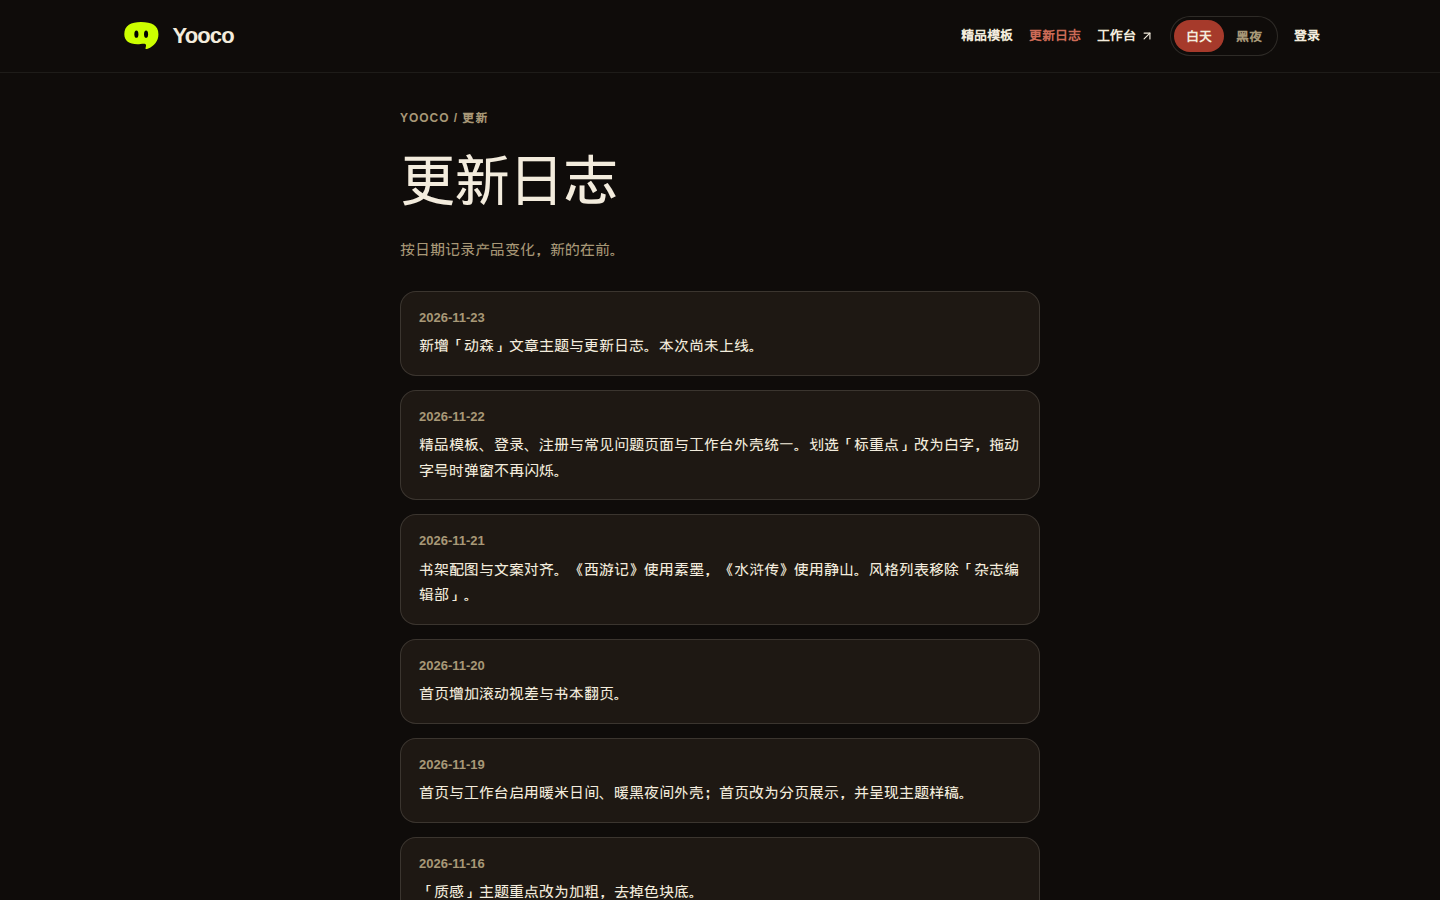 Yooco
精品模板 更新日志 工作台 白天 黑夜 登录
YOOCO / 更新
更新日志
按日期记录产品变化，新的在前。
2026-11-23
新增「动森」文章主题与更新日志。本次尚未上线。
2026-11-22
精品模板、登录、注册与常见问题页面与工作台外壳统一。划选「标重点」改为白字，拖动
字号时弹窗不再闪烁。
2026-11-21
书架配图与文案对齐。《西游记》使用素墨，《水浒传》使用静山。风格列表移除「杂志编
辑部」。
2026-11-20
首页增加滚动视差与书本翻页。
2026-11-19
首页与工作台启用暖米日间、暖黑夜间外壳；首页改为分页展示，并呈现主题样稿。
2026-11-16
「质感」主题重点改为加粗，去掉色块底。